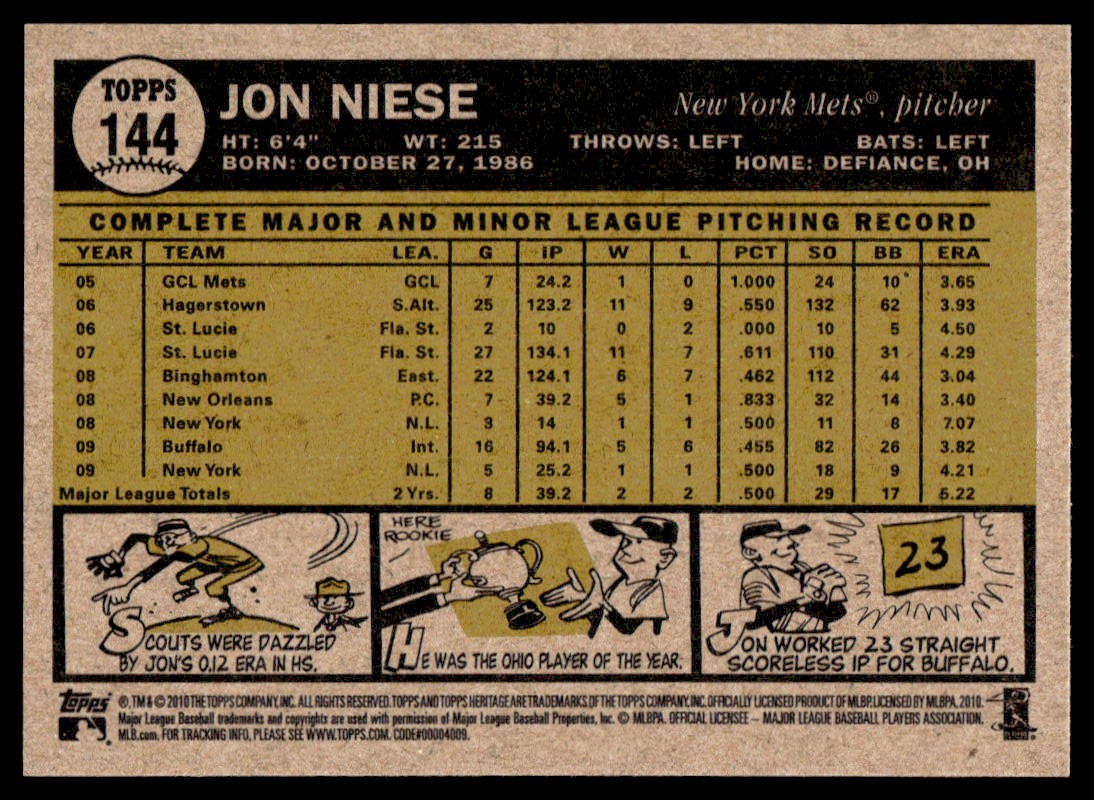 TOPPS
144
JON NIESE
New York Mets®, pitcher
HT: 6'4" WT: 215 THROWS: LEFT BATS: LEFT
BORN: OCTOBER 27, 1986 HOME: DEFIANCE, OH
COMPLETE MAJOR AND MINOR LEAGUE PITCHING RECORD
YEAR TEAM LEA. G IP W L PCT SO BB ERA
05 GCL Mets GCL 7 24.2 1 0 1.000 24 10 3.65
06 Hagerstown S.Alt. 25 123.2 11 9 .550 132 62 3.93
06 St. Lucie Fla. St. 2 10 0 2 .000 10 5 4.50
07 St. Lucie Fla. St. 27 134.1 11 7 .611 110 31 4.29
08 Binghamton East. 22 124.1 6 7 .462 112 44 3.04
08 New Orleans P.C. 7 39.2 5 1 .833 32 14 3.40
08 New York N.L. 3 14 1 1 .500 11 8 7.07
09 Buffalo Int. 16 94.1 5 6 .455 82 26 3.82
09 New York N.L. 5 25.2 1 1 .500 18 9 4.21
Major League Totals 2 Yrs. 8 39.2 2 2 .500 29 17 5.22
SCOUTS WERE DAZZLED
BY JON'S 0.12 ERA IN HS.
HERE
ROOKIE
HE WAS THE OHIO PLAYER OF THE YEAR.
23
JON WORKED 23 STRAIGHT
SCORELESS IP FOR BUFFALO.
Topps ®, TM & © 2010 THE TOPPS COMPANY, INC. ALL RIGHTS RESERVED. TOPPS AND TOPPS HERITAGE ARE TRADEMARKS OF THE TOPPS COMPANY, INC. OFFICIALLY LICENSED PRODUCT OF MLBP. LICENSED BY MLBPA, 2010.
Major League Baseball trademarks and copyrights are used with permission of Major League Baseball Properties, Inc. © MLBPA. OFFICIAL LICENSEE – MAJOR LEAGUE BASEBALL PLAYERS ASSOCIATION.
MLB.com. FOR TRACKING INFO, PLEASE SEE WWW.TOPPS.COM. CODE#00004009.